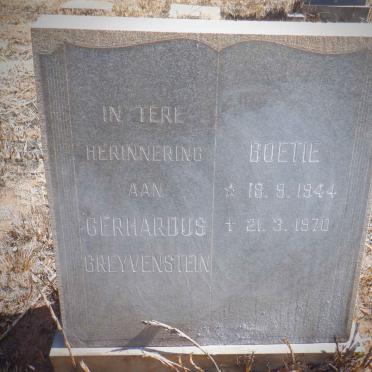 IN TERE
HERINNERING
AAN
GERHARDUS
GREYVENSTEIN
BOETIE
☆ 18. 9. 1944
✝ 21. 3. 1970